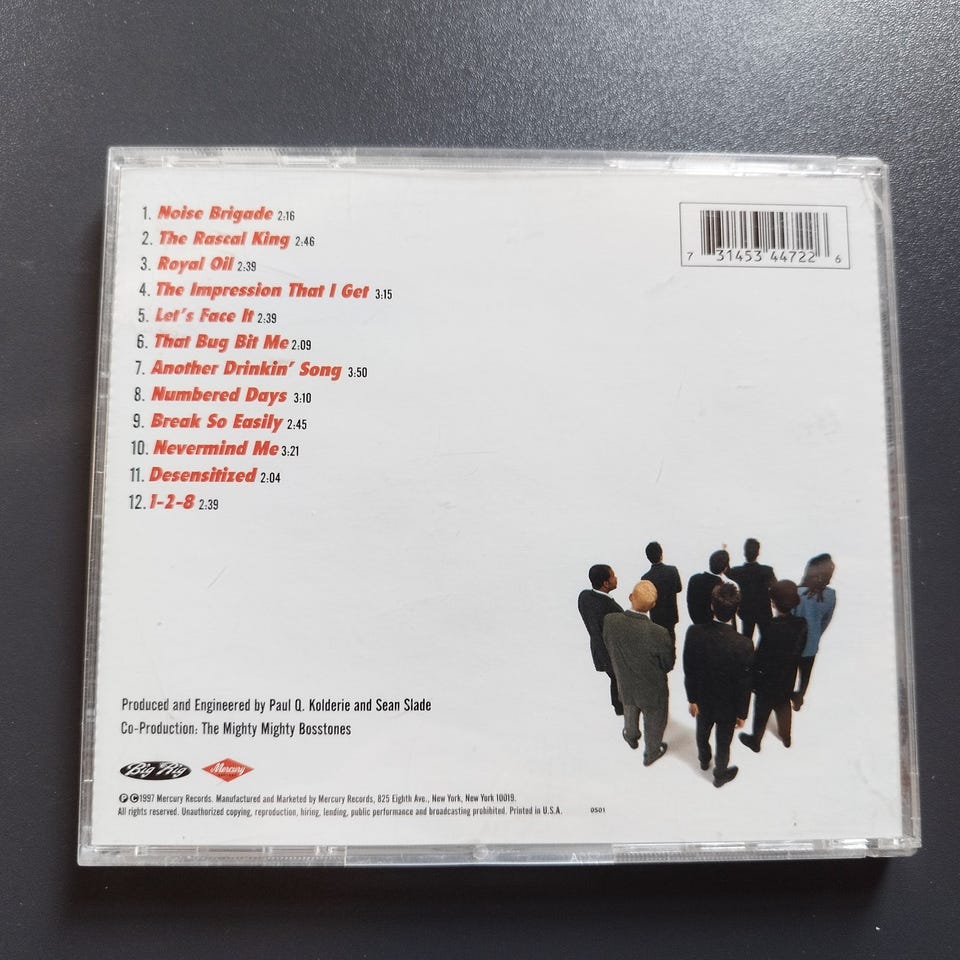 1. Noise Brigade 2:16
2. The Rascal King 2:46
3. Royal Oil 2:39
4. The Impression That I Get 3:15
5. Let's Face It 2:39
6. That Bug Bit Me 2:09
7. Another Drinkin' Song 3:50
8. Numbered Days 3:10
9. Break So Easily 2:45
10. Nevermind Me 3:21
11. Desensitized 2:04
12. 1-2-8 2:39
7 31453 44722 6
Produced and Engineered by Paul Q. Kolderie and Sean Slade
Co-Production: The Mighty Mighty Bosstones
Big Rig Mercury
℗ ©1997 Mercury Records. Manufactured and Marketed by Mercury Records, 825 Eighth Ave., New York, New York 10019.
All rights reserved. Unauthorized copying, reproduction, hiring, lending, public performance and broadcasting prohibited. Printed in U.S.A. 0501